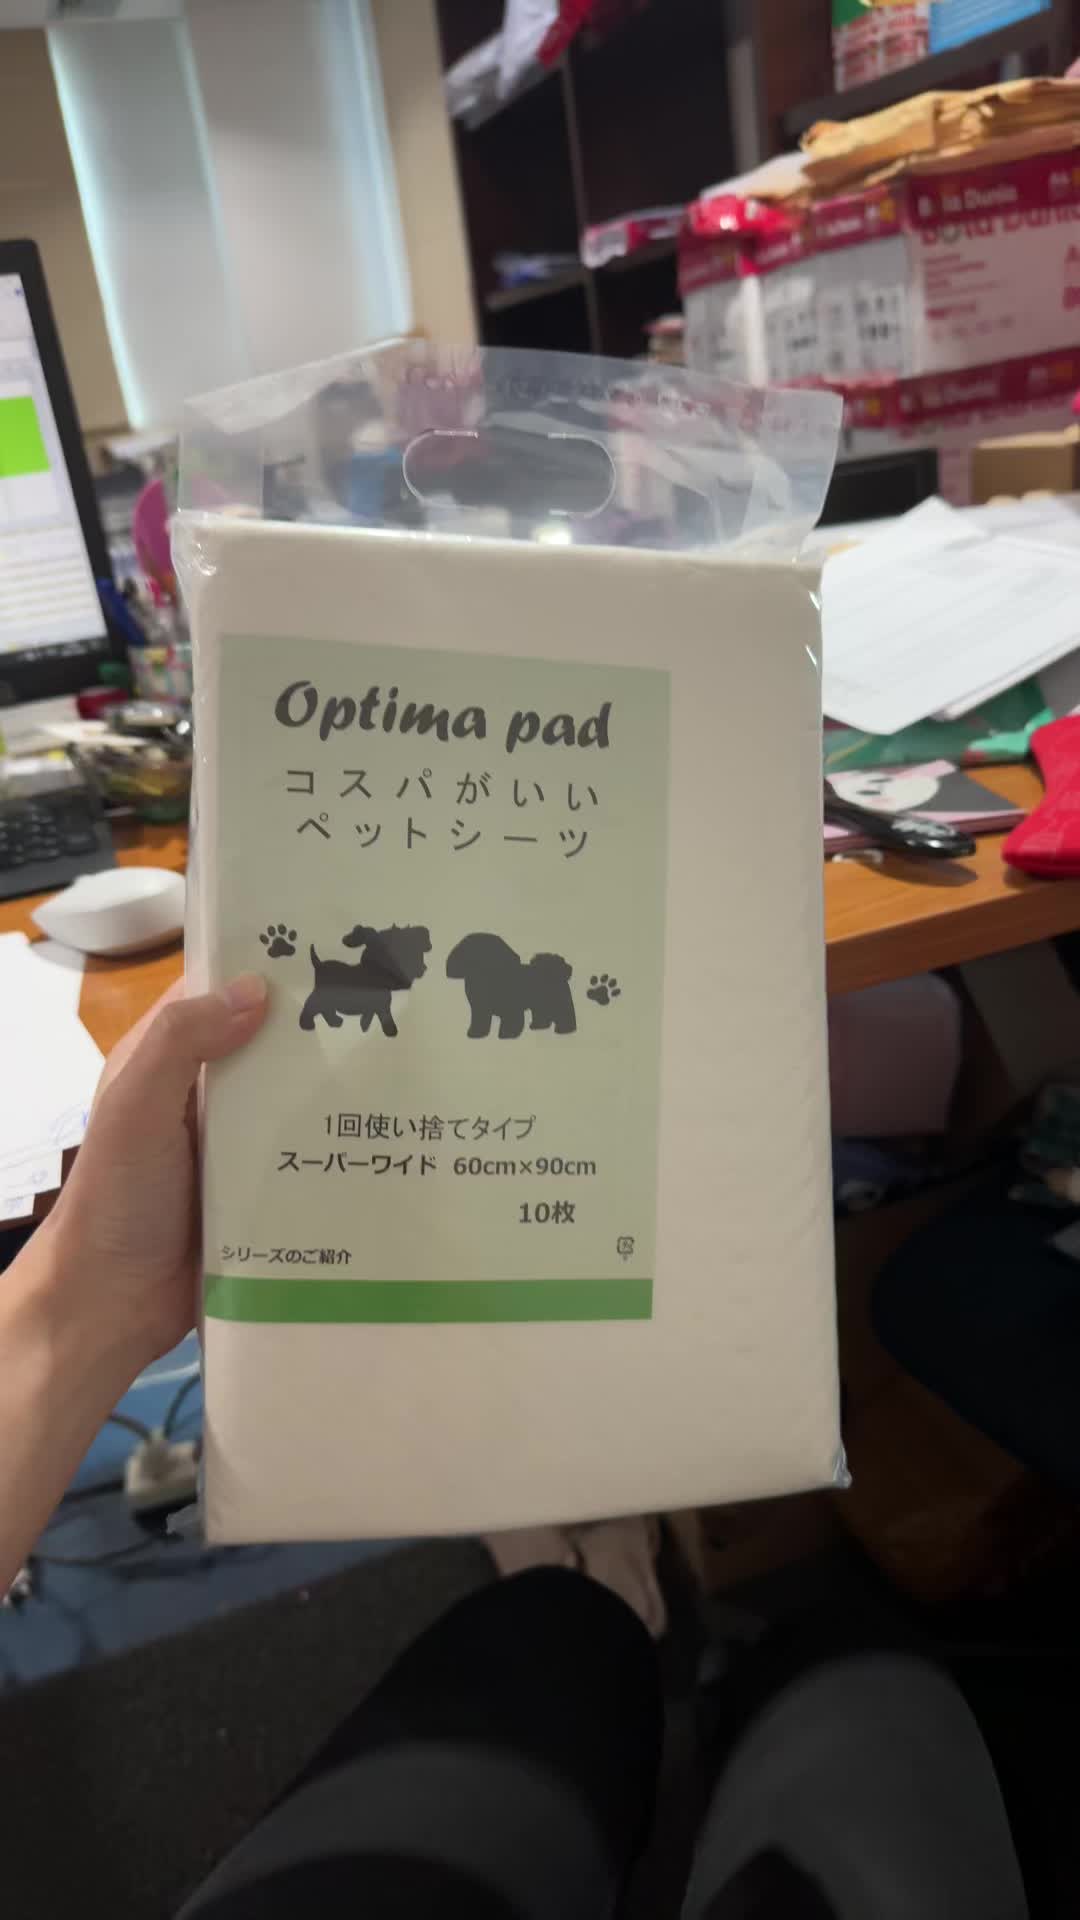 Optima pad
コスパがいい
ペットシーツ
1回使い捨てタイプ
スーパーワイド 60cm×90cm
10枚
シリーズのご紹介